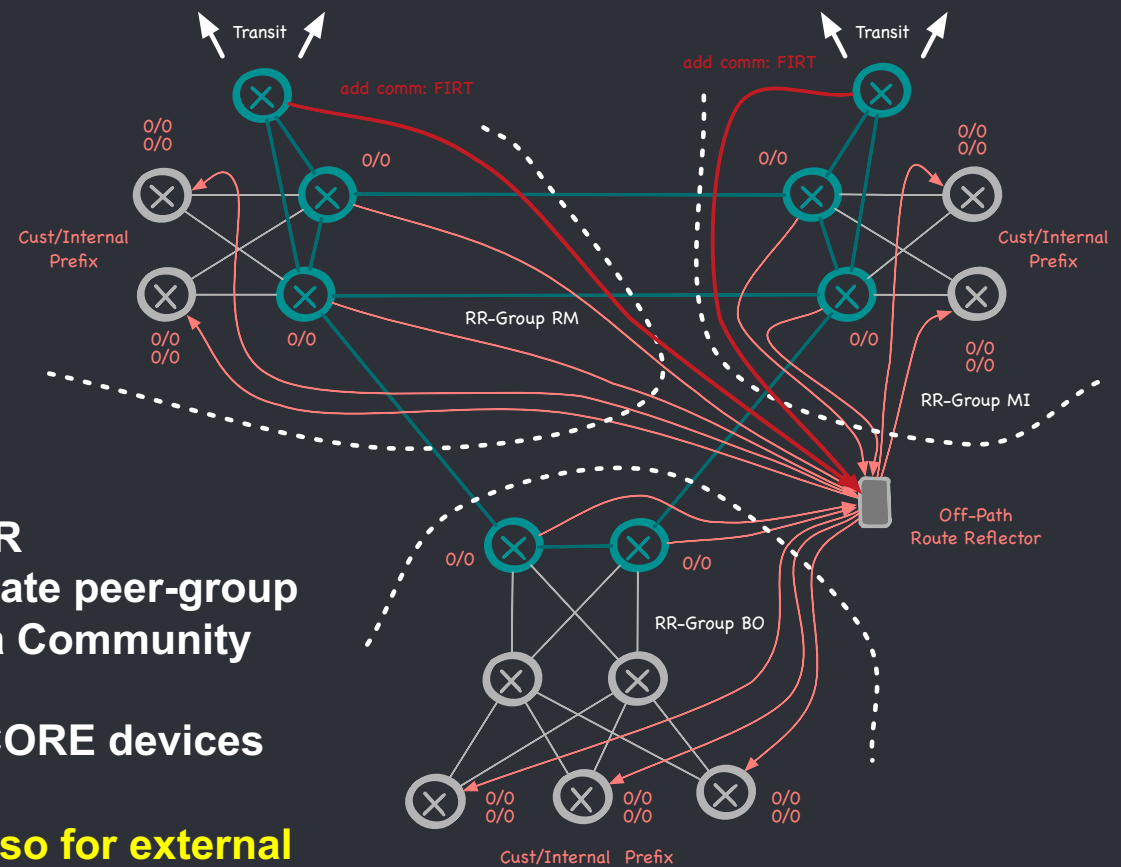 Transit
Transit
add comm: FIRT
add comm: FIRT
0/0
0/0
0/0
0/0
0/0
0/0
Cust/Internal
Prefix
Cust/Internal
Prefix
RR-Group RM
0/0
0/0
0/0
0/0
0/0
0/0
RR-Group MI
Off-Path
Route Reflector
R
ate peer-group
a Community
CORE devices
so for external
0/0
0/0
RR-Group BO
0/0
0/0
0/0
0/0
0/0
0/0
Cust/Internal Prefix